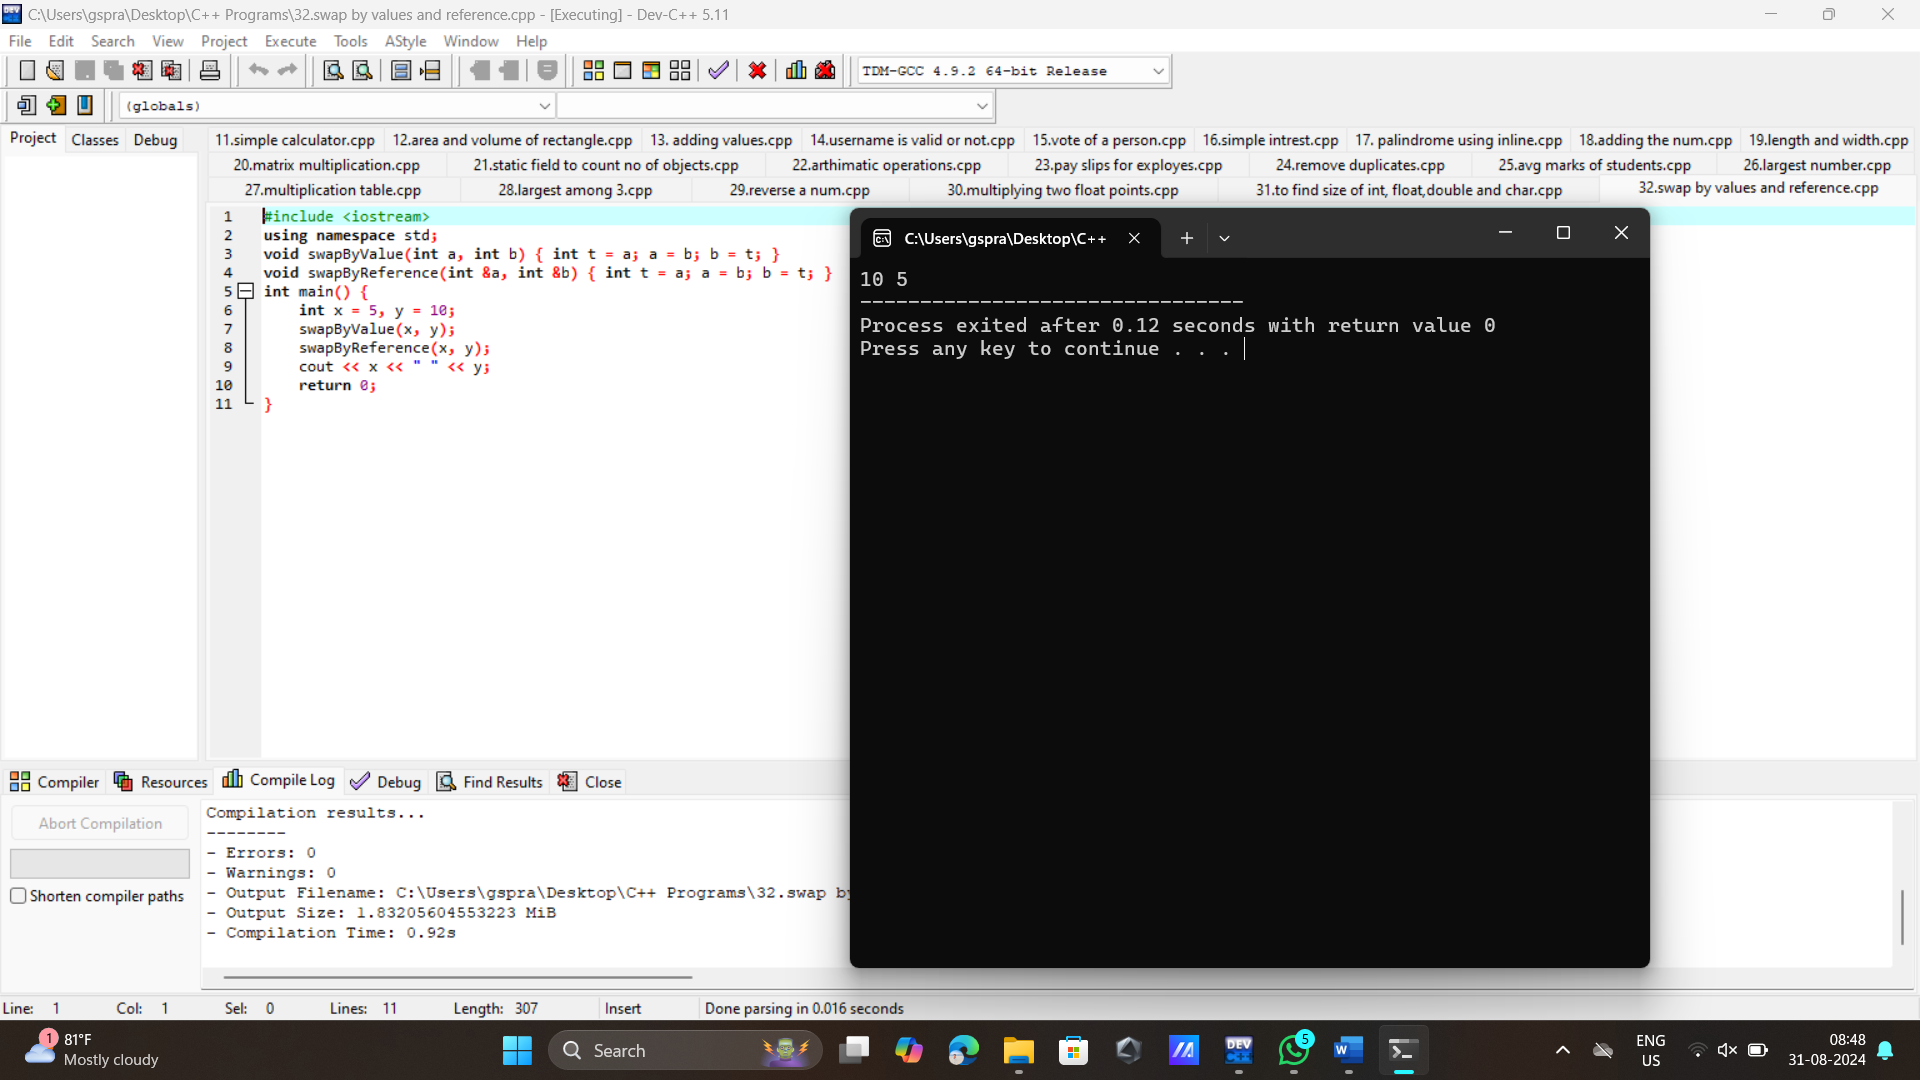 C:\Users\gspra\Desktop\C++ Programs\32.swap by values and reference.cpp - [Executing] - Dev-C++ 5.11
File Edit Search View Project Execute Tools AStyle Window Help
TDM-GCC 4.9.2 64-bit Release
(globals)
Project Classes Debug
11.simple calculator.cpp 12.area and volume of rectangle.cpp 13. adding values.cpp 14.username is valid or not.cpp 15.vote of a person.cpp 16.simple intrest.cpp 17. palindrome using inline.cpp 18.adding the num.cpp 19.length and width.cpp
20.matrix multiplication.cpp 21.static field to count no of objects.cpp 22.arthimatic operations.cpp 23.pay slips for exployes.cpp 24.remove duplicates.cpp 25.avg marks of students.cpp 26.largest number.cpp
27.multiplication table.cpp 28.largest among 3.cpp 29.reverse a num.cpp 30.multiplying two float points.cpp 31.to find size of int, float,double and char.cpp 32.swap by values and reference.cpp
1 #include <iostream>
2 using namespace std;
3 void swapByValue(int a, int b) { int t = a; a = b; b = t; }
4 void swapByReference(int &a, int &b) { int t = a; a = b; b = t; }
5 int main() {
6 int x = 5, y = 10;
7 swapByValue(x, y);
8 swapByReference(x, y);
9 cout << x << " " << y;
10 return 0;
11 }
C:\Users\gspra\Desktop\C++
10 5
--------------------------------
Process exited after 0.12 seconds with return value 0
Press any key to continue . . .
Compiler Resources Compile Log Debug Find Results Close
Abort Compilation
Shorten compiler paths
Compilation results...
--------
- Errors: 0
- Warnings: 0
- Output Filename: C:\Users\gspra\Desktop\C++ Programs\32.swap by
- Output Size: 1.83205604553223 MiB
- Compilation Time: 0.92s
Line: 1 Col: 1 Sel: 0 Lines: 11 Length: 307 Insert Done parsing in 0.016 seconds
1
81°F
Mostly cloudy
Search
DEV
C++
5
W
ENG
US
08:48
31-08-2024